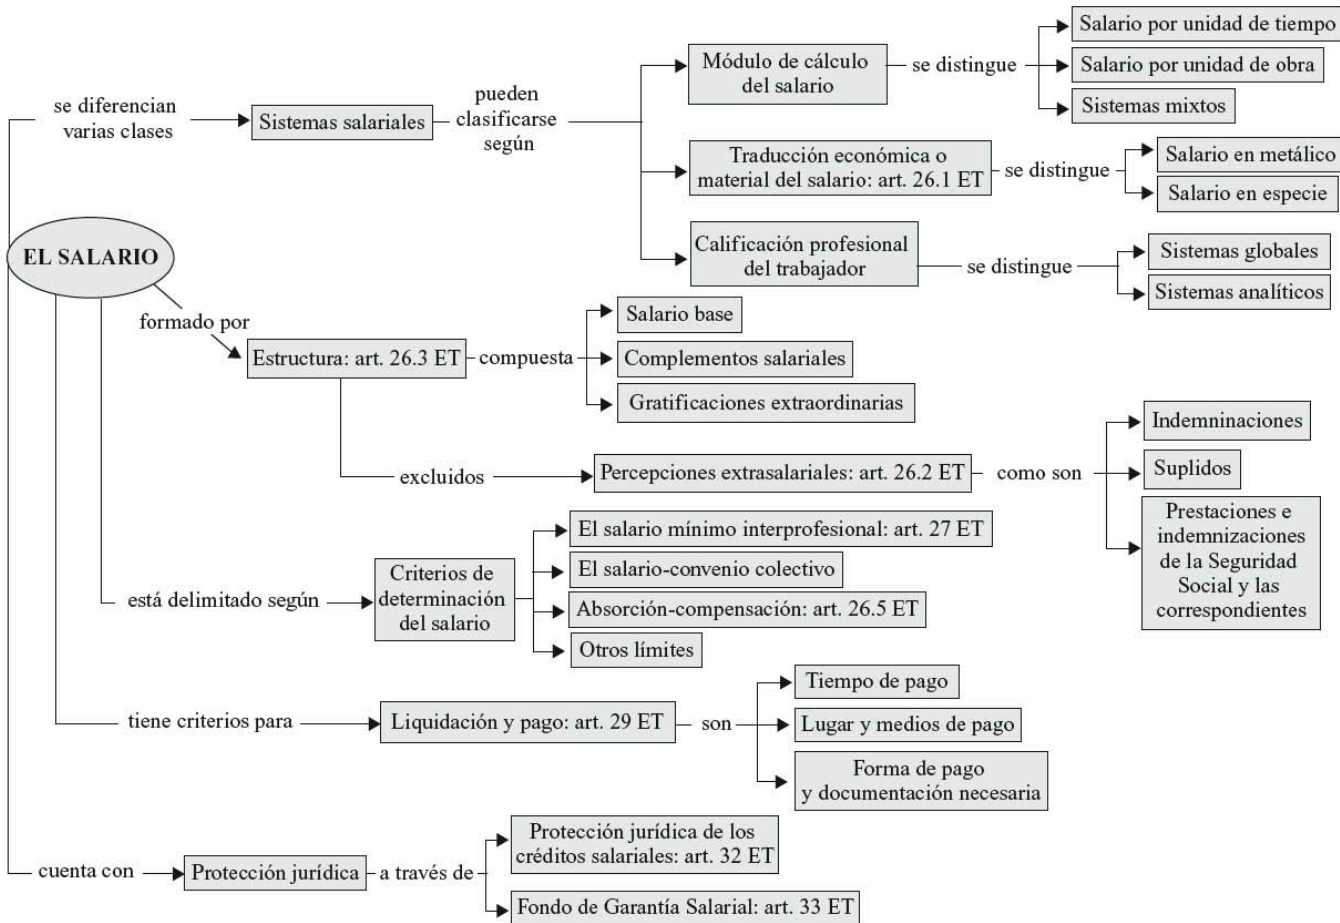 se diferencian
varias clases
Sistemas salariales
pueden
clasificarse
según
Módulo de cálculo
del salario
se distingue
Salario por unidad de tiempo
Salario por unidad de obra
Sistemas mixtos
Traducción económica o
material del salario: art. 26.1 ET
se distingue
Salario en metálico
Salario en especie
Calificación profesional
del trabajador
se distingue
Sistemas globales
Sistemas analíticos
EL SALARIO
formado por
Estructura: art. 26.3 ET
compuesta
Salario base
Complementos salariales
Gratificaciones extraordinarias
excluidos
Percepciones extrasalariales: art. 26.2 ET
como son
Indemninaciones
Suplidos
Prestaciones e
indemnizaciones
de la Seguridad
Social y las
correspondientes
está delimitado según
Criterios de
determinación
del salario
El salario mínimo interprofesional: art. 27 ET
El salario-convenio colectivo
Absorción-compensación: art. 26.5 ET
Otros límites
tiene criterios para
Liquidación y pago: art. 29 ET
son
Tiempo de pago
Lugar y medios de pago
Forma de pago
y documentación necesaria
cuenta con
Protección jurídica
a través de
Protección jurídica de los
créditos salariales: art. 32 ET
Fondo de Garantía Salarial: art. 33 ET